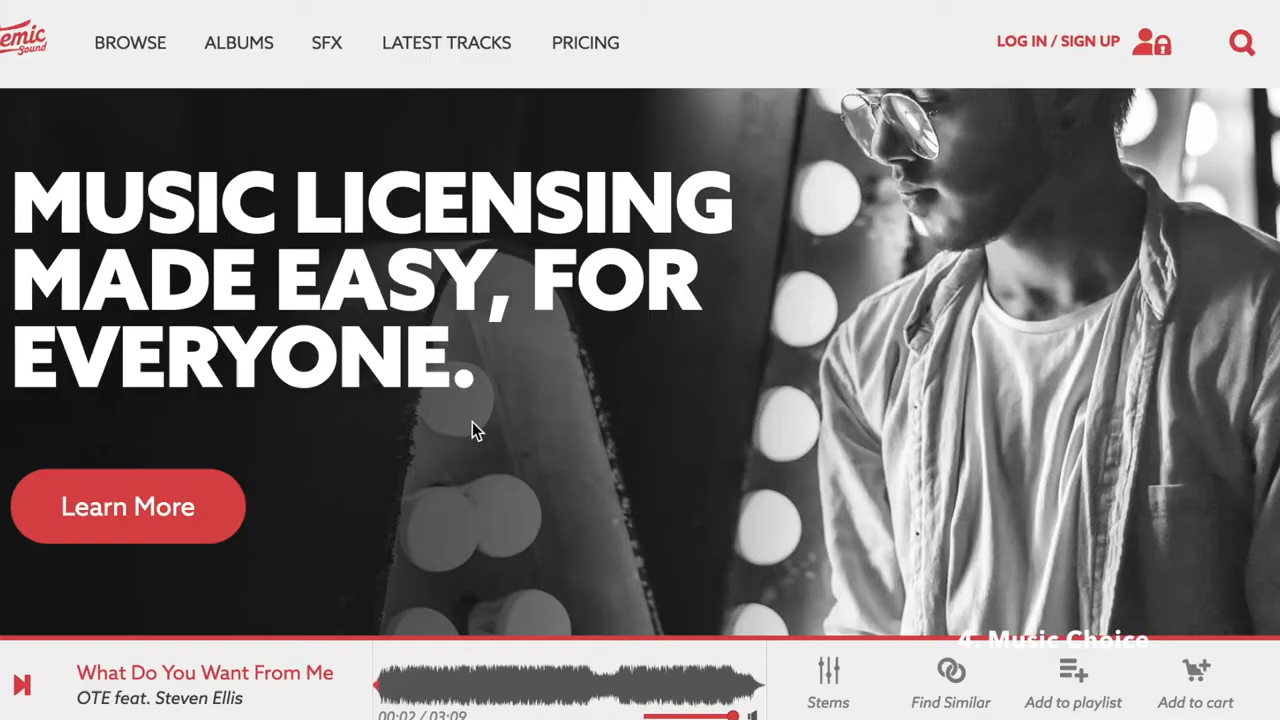 emic
Sound
BROWSE
ALBUMS
SFX
LATEST TRACKS
PRICING
LOG IN / SIGN UP
MUSIC LICENSING
MADE EASY, FOR
EVERYONE.
Learn More
4. Music Choice
What Do You Want From Me
OTE feat. Steven Ellis
00:02 / 03:09
Stems
Find Similar
Add to playlist
Add to cart